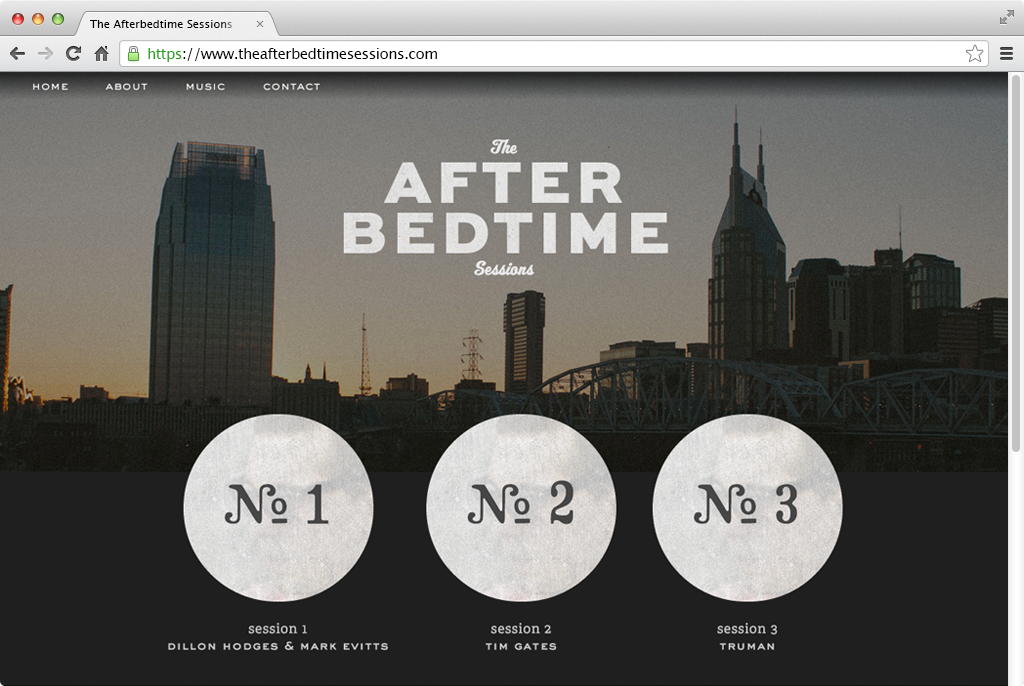 The Afterbedtime Sessions
https://www.theafterbedtimesessions.com
HOME ABOUT MUSIC CONTACT
The
AFTER
BEDTIME
Sessions
№ 1 № 2 № 3
session 1 session 2 session 3
DILLON HODGES & MARK EVITTS TIM GATES TRUMAN